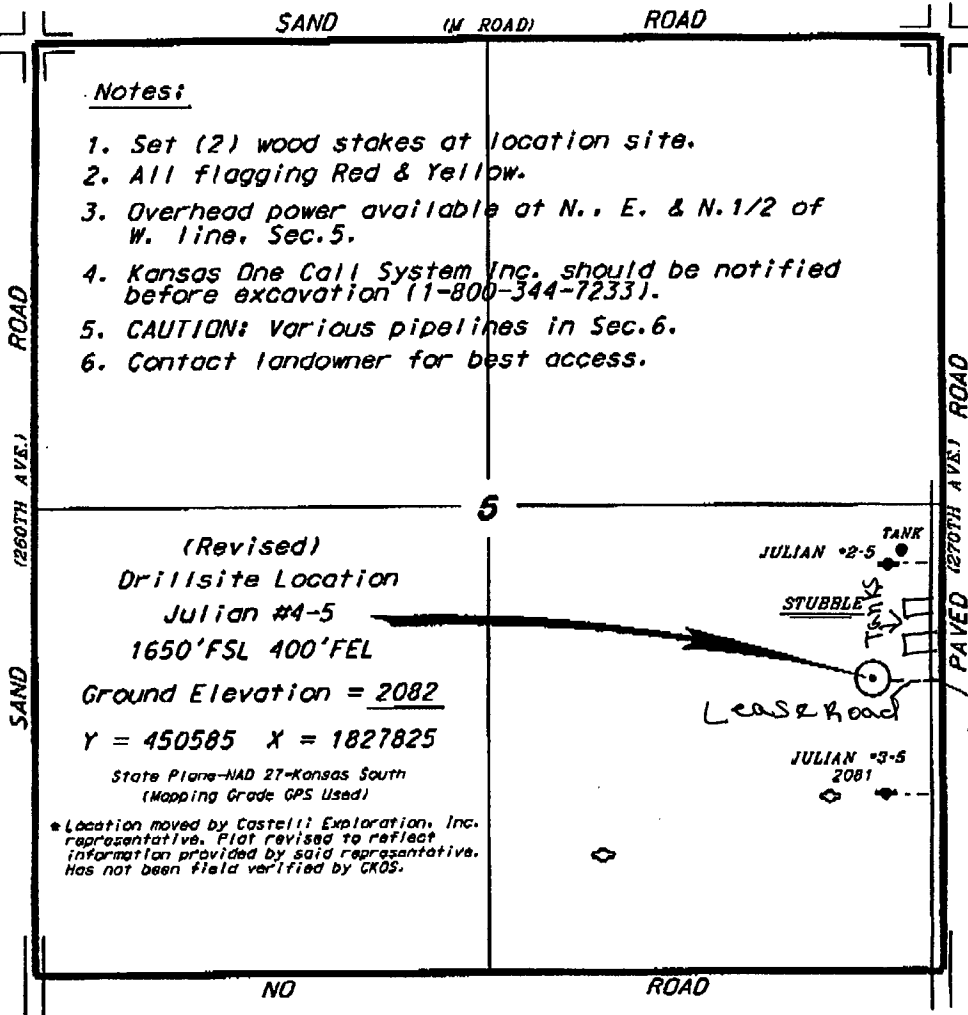 SAND (M ROAD) ROAD
Notes:
1. Set (2) wood stakes at location site.
2. All flagging Red & Yellow.
3. Overhead power available at N., E. & N.1/2 of
W. line, Sec.5.
4. Kansas One Call System Inc. should be notified
before excavation (1-800-344-7233).
5. CAUTION: Various pipelines in Sec.6.
6. Contact landowner for best access.
SAND (260TH AVE.) ROAD
PAVED (270TH AVE.) ROAD
5
(Revised)
Drillsite Location
Julian #4-5
1650'FSL 400'FEL
Ground Elevation = 2082
Y = 450585 X = 1827825
State Plane-NAD 27-Kansas South
(Mapping Grade GPS Used)
* Location moved by Castelli Exploration, Inc.
representative. Plat revised to reflect
information provided by said representative.
Has not been field verified by CKOS.
TANK
JULIAN #2-5
STUBBLE
Tanks
Lease Road
JULIAN #3-5
2081
NO ROAD